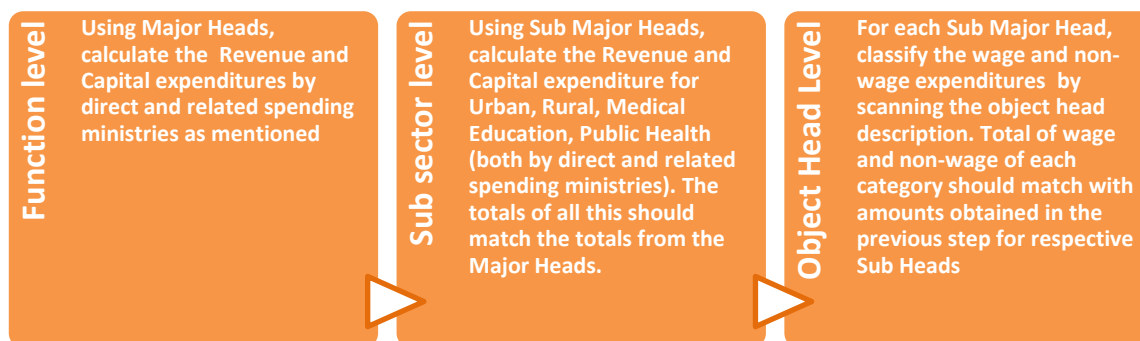 Function level
Using Major Heads,
calculate the Revenue and
Capital expenditures by
direct and related spending
ministries as mentioned
Sub sector level
Using Sub Major Heads,
calculate the Revenue and
Capital expenditure for
Urban, Rural, Medical
Education, Public Health
(both by direct and related
spending ministries). The
totals of all this should
match the totals from the
Major Heads.
Object Head Level
For each Sub Major Head,
classify the wage and non-
wage expenditures by
scanning the object head
description. Total of wage
and non-wage of each
category should match with
amounts obtained in the
previous step for respective
Sub Heads